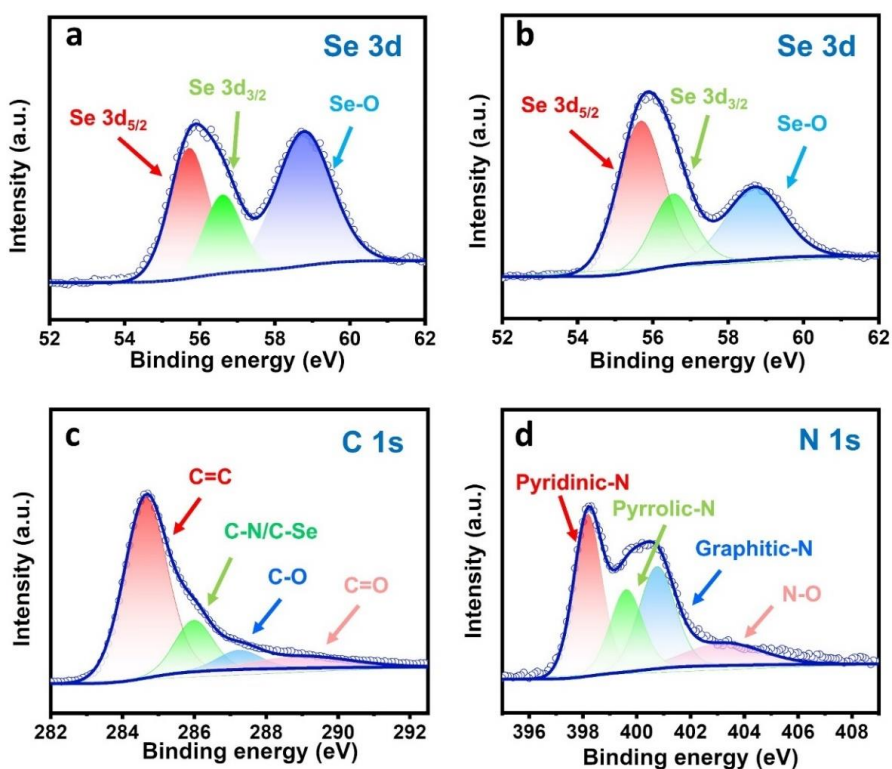 a
Se 3d
Se 3d5/2
Se 3d3/2
Se-O
Intensity (a.u.)
52 54 56 58 60 62
Binding energy (eV)
b
Se 3d
Se 3d5/2
Se 3d3/2
Se-O
Intensity (a.u.)
52 54 56 58 60 62
Binding energy (eV)
c
C 1s
C=C
C-N/C-Se
C-O
C=O
Intensity (a.u.)
282 284 286 288 290 292
Binding energy (eV)
d
N 1s
Pyridinic-N
Pyrrolic-N
Graphitic-N
N-O
Intensity (a.u.)
396 398 400 402 404 406 408
Binding energy (eV)